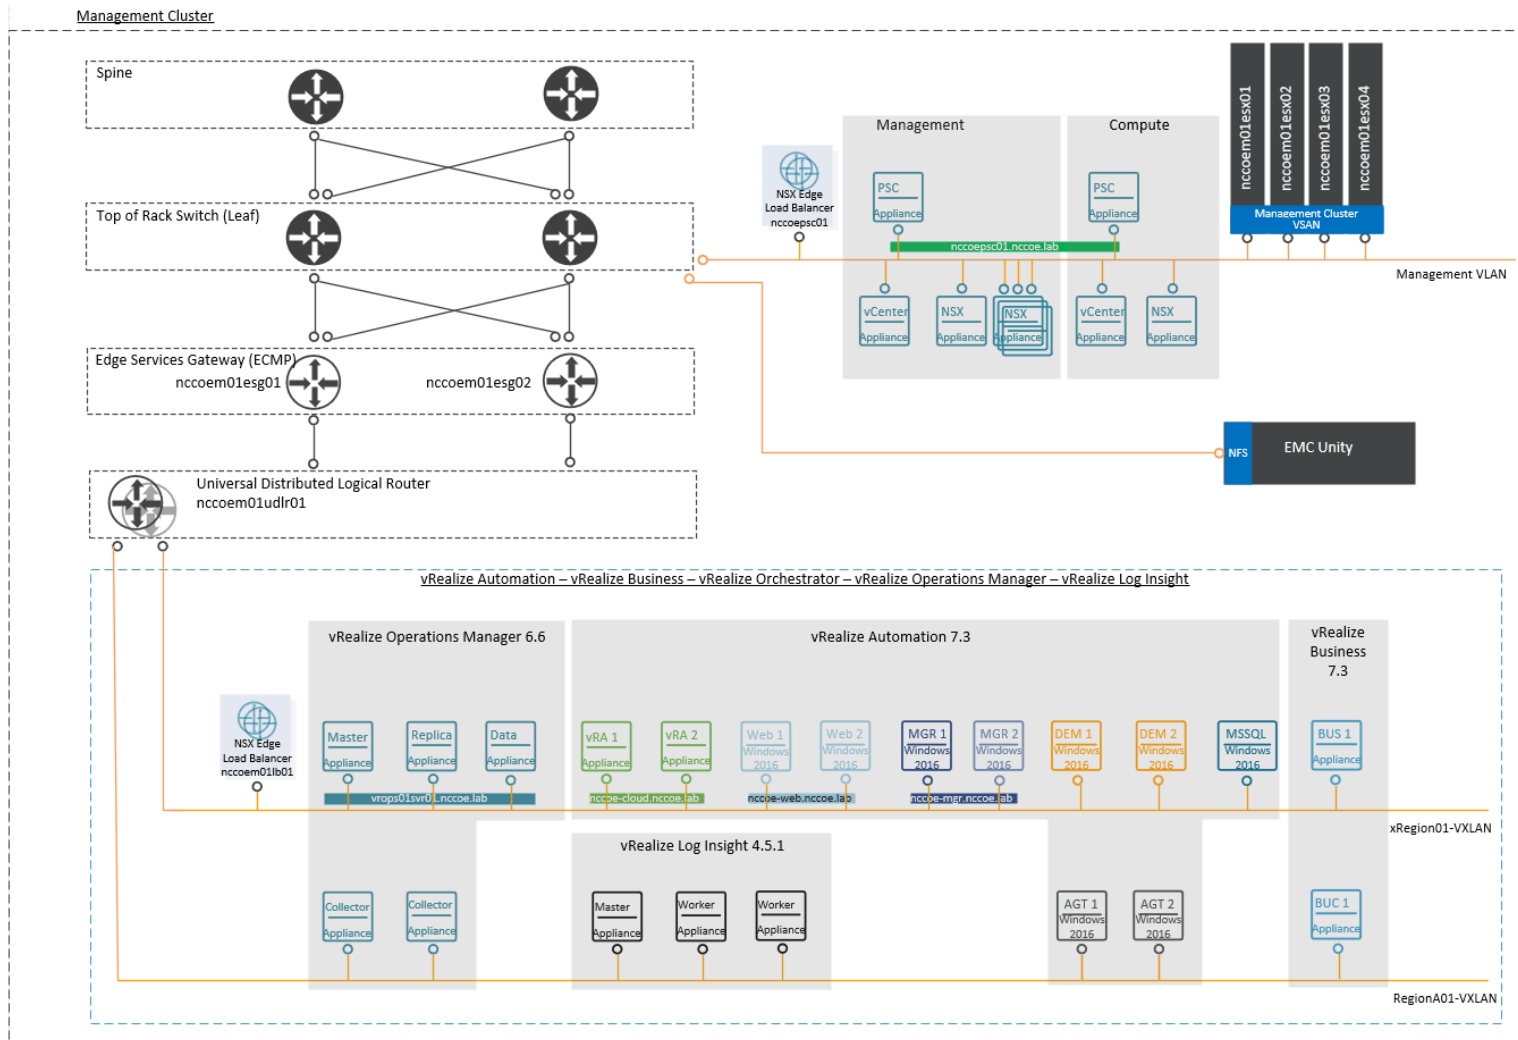 Management Cluster
Spine
Top of Rack Switch (Leaf)
Edge Services Gateway (ECMP)
nccoem01esg01
nccoem01esg02
Universal Distributed Logical Router
nccoem01udlr01
NSX Edge
Load Balancer
nccoepsc01
Management
Compute
PSC
Appliance
PSC
Appliance
nccoepsc01.nccoe.lab
vCenter
Appliance
NSX
Appliance
NSX
Appliance
vCenter
Appliance
NSX
Appliance
nccoem01esx01
nccoem01esx02
nccoem01esx03
nccoem01esx04
Management Cluster
VSAN
Management VLAN
NFS
EMC Unity
vRealize Automation – vRealize Business – vRealize Orchestrator – vRealize Operations Manager – vRealize Log Insight
vRealize Operations Manager 6.6
vRealize Automation 7.3
vRealize
Business
7.3
NSX Edge
Load Balancer
nccoem01lb01
Master
Appliance
Replica
Appliance
Data
Appliance
vrops01svr01.nccoe.lab
vRA 1
Appliance
vRA 2
Appliance
nccoe-cloud.nccoe.lab
Web 1
Windows
2016
Web 2
Windows
2016
nccoe-web.nccoe.lab
MGR 1
Windows
2016
MGR 2
Windows
2016
nccoe-mgr.nccoe.lab
DEM 1
Windows
2016
DEM 2
Windows
2016
MSSQL
Windows
2016
BUS 1
Appliance
xRegion01-VXLAN
vRealize Log Insight 4.5.1
Collector
Appliance
Collector
Appliance
Master
Appliance
Worker
Appliance
Worker
Appliance
AGT 1
Windows
2016
AGT 2
Windows
2016
BUC 1
Appliance
RegionA01-VXLAN